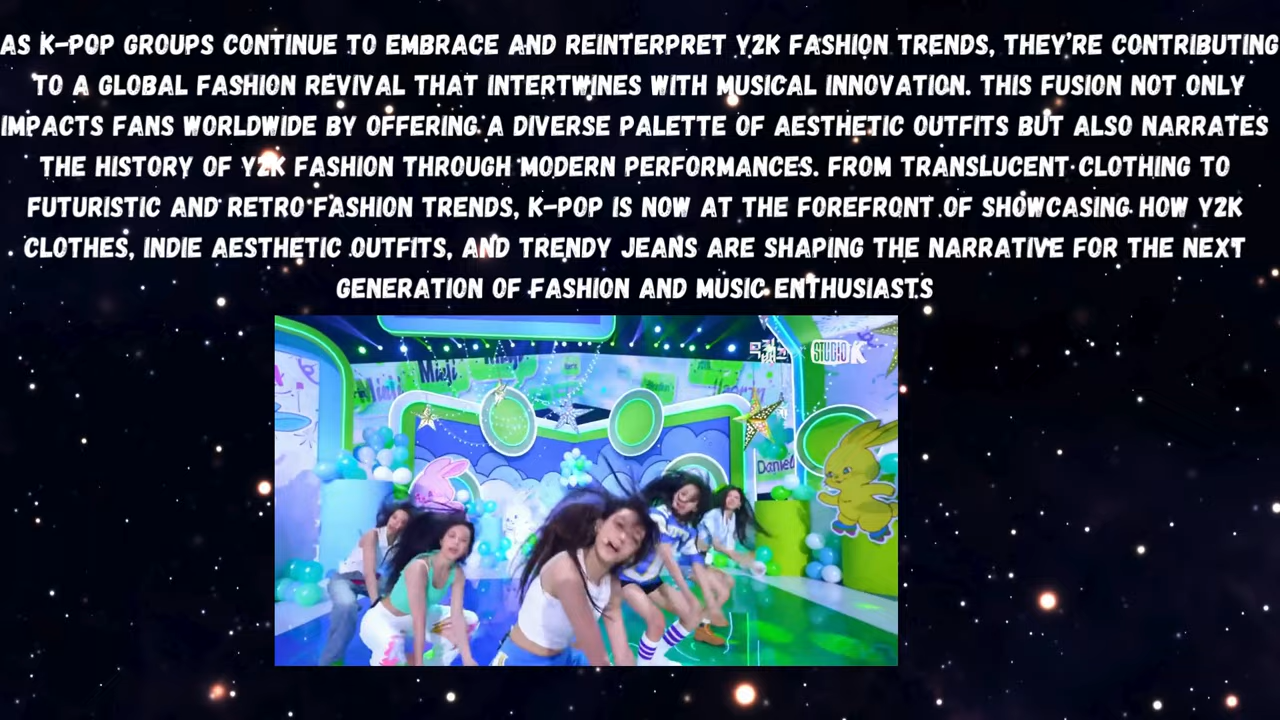 AS K-POP GROUPS CONTINUE TO EMBRACE AND REINTERPRET Y2K FASHION TRENDS, THEY'RE CONTRIBUTING
TO A GLOBAL FASHION REVIVAL THAT INTERTWINES WITH MUSICAL INNOVATION. THIS FUSION NOT ONLY
IMPACTS FANS WORLDWIDE BY OFFERING A DIVERSE PALETTE OF AESTHETIC OUTFITS BUT ALSO NARRATES
THE HISTORY OF Y2K FASHION THROUGH MODERN PERFORMANCES. FROM TRANSLUCENT CLOTHING TO
FUTURISTIC AND RETRO FASHION TRENDS, K-POP IS NOW AT THE FOREFRONT OF SHOWCASING HOW Y2K
CLOTHES, INDIE AESTHETIC OUTFITS, AND TRENDY JEANS ARE SHAPING THE NARRATIVE FOR THE NEXT
GENERATION OF FASHION AND MUSIC ENTHUSIASTS
STUDIO K
Minji
Minji
Daniel